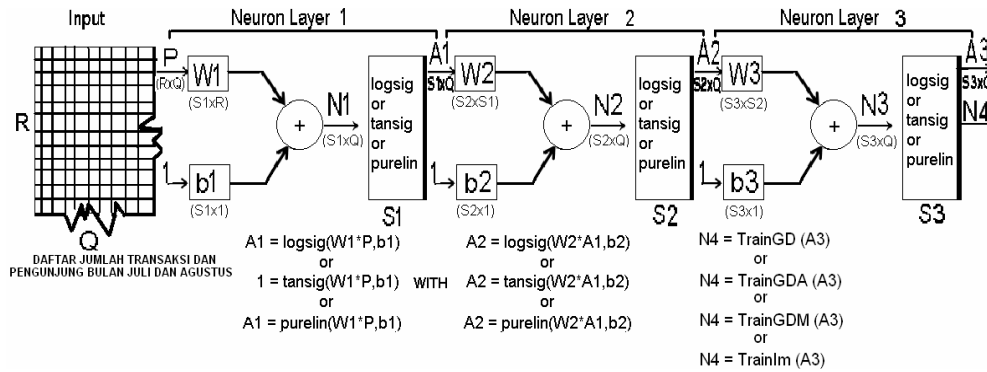 Input
Neuron Layer 1
Neuron Layer 2
Neuron Layer 3
R
Q
DAFTAR JUMLAH TRANSAKSI DAN
PENGUNJUNG BULAN JULI DAN AGUSTUS
P
(RxQ)
W1
(S1xR)
1
b1
(S1x1)
+
N1
(S1xQ)
logsig
or
tansig
or
purelin
S1
A1
S1xQ
W2
(S2xS1)
1
b2
(S2x1)
+
N2
(S2xQ)
logsig
or
tansig
or
purelin
S2
A2
S2xQ
W3
(S3xS2)
1
b3
(S3x1)
+
N3
(S3xQ)
logsig
or
tansig
or
purelin
S3
A3
S3xQ
N4
A1 = logsig(W1*P,b1)
or
1 = tansig(W1*P,b1)
or
A1 = purelin(W1*P,b1)
WITH
A2 = logsig(W2*A1,b2)
or
A2 = tansig(W2*A1,b2)
or
A2 = purelin(W2*A1,b2)
N4 = TrainGD (A3)
or
N4 = TrainGDA (A3)
or
N4 = TrainGDM (A3)
or
N4 = Trainlm (A3)